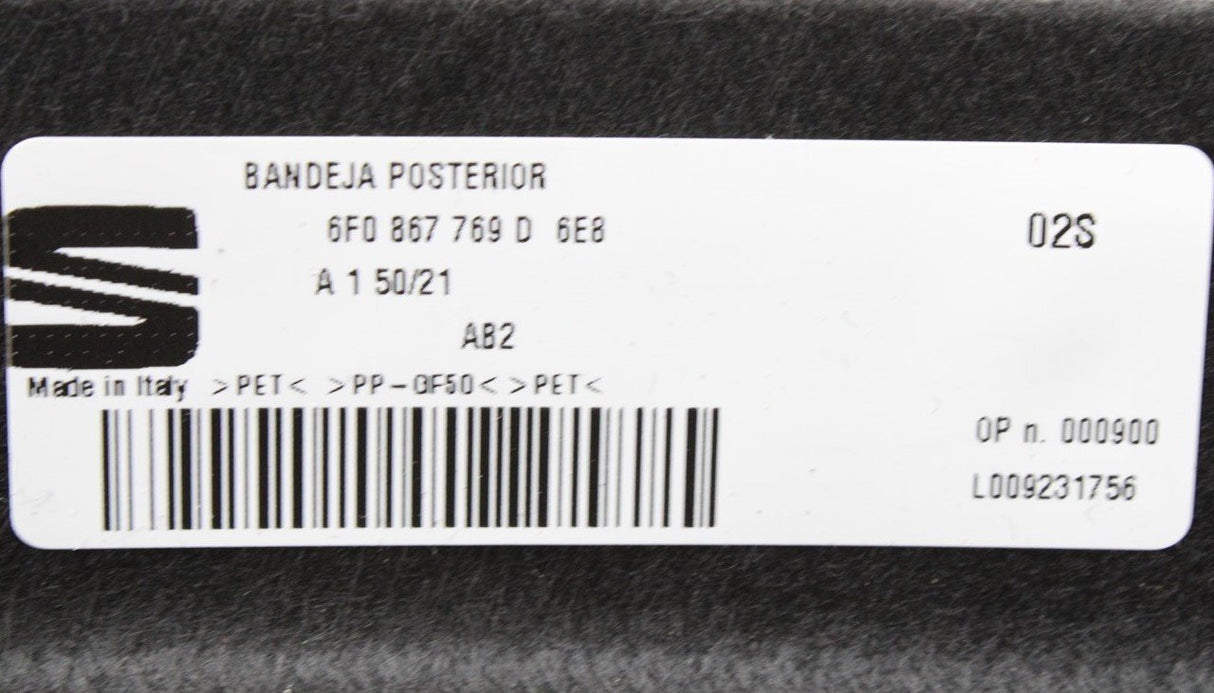 BANDEJA POSTERIOR
6F0 867 769 D 6E8
02S
A 1 50/21
AB2
Made in Italy >PET< >PP-GF50< >PET<
OP n. 000900
L009231756